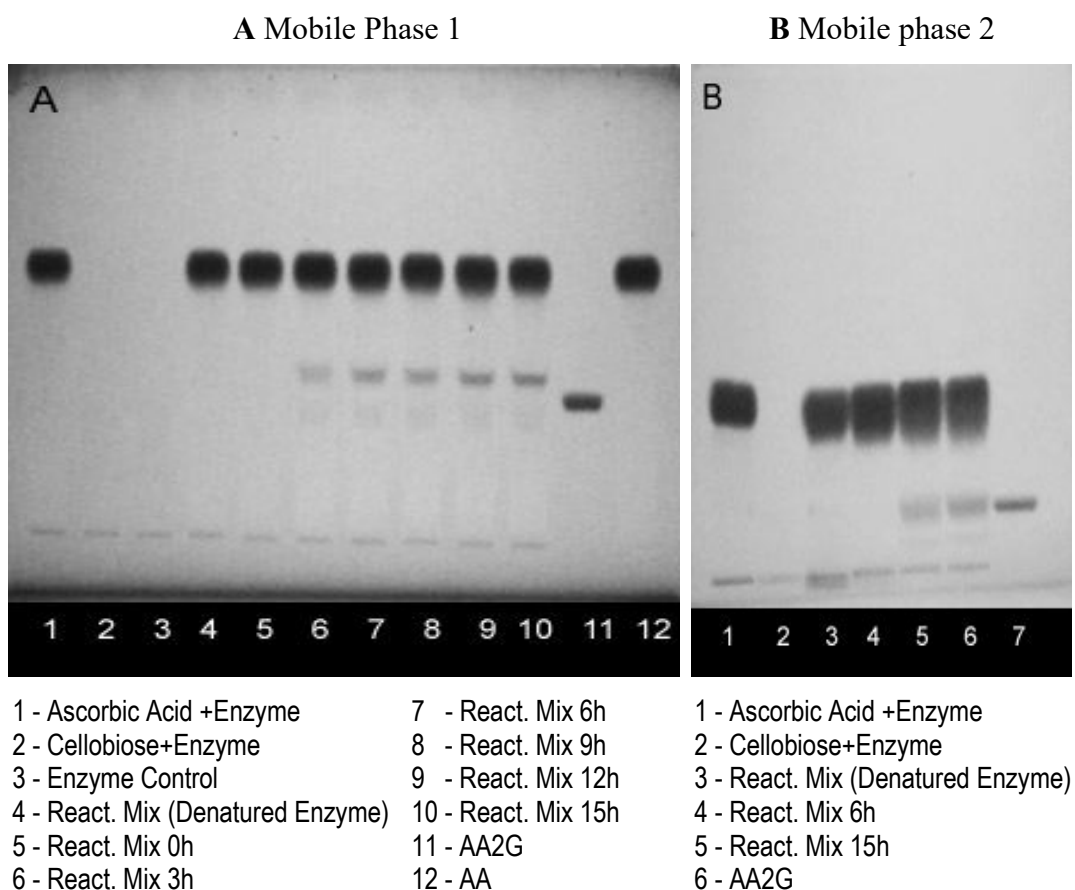 A Mobile Phase 1
B Mobile phase 2
A
B
1 2 3 4 5 6 7 8 9 10 11 12
1 2 3 4 5 6 7
1 - Ascorbic Acid +Enzyme
2 - Cellobiose+Enzyme
3 - Enzyme Control
4 - React. Mix (Denatured Enzyme)
5 - React. Mix 0h
6 - React. Mix 3h
7 - React. Mix 6h
8 - React. Mix 9h
9 - React. Mix 12h
10 - React. Mix 15h
11 - AA2G
12 - AA
1 - Ascorbic Acid +Enzyme
2 - Cellobiose+Enzyme
3 - React. Mix (Denatured Enzyme)
4 - React. Mix 6h
5 - React. Mix 15h
6 - AA2G